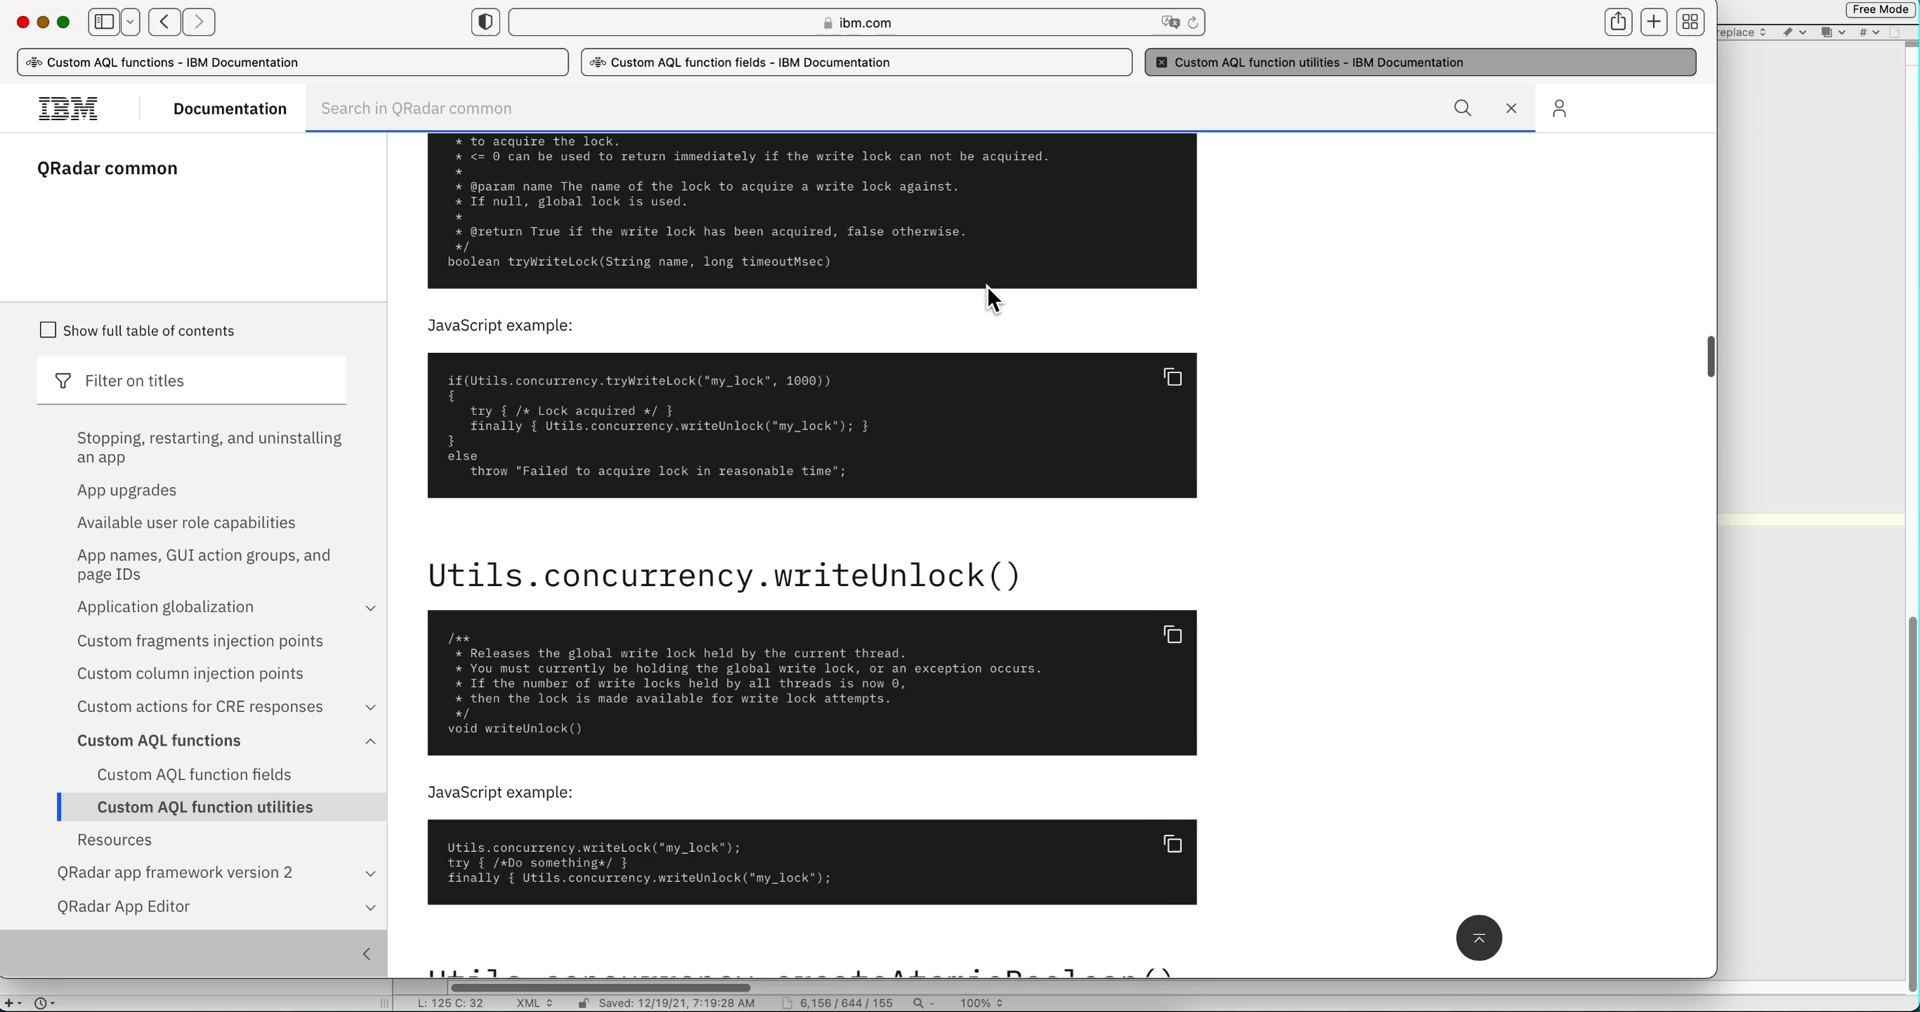 Free Mode
ibm.com
eplace
#
Custom AQL functions - IBM Documentation
Custom AQL function fields - IBM Documentation
Custom AQL function utilities - IBM Documentation
IBM
Documentation
Search in QRadar common
QRadar common
Show full table of contents
Filter on titles
Stopping, restarting, and uninstalling
an app
App upgrades
Available user role capabilities
App names, GUI action groups, and
page IDs
Application globalization
Custom fragments injection points
Custom column injection points
Custom actions for CRE responses
Custom AQL functions
Custom AQL function fields
Custom AQL function utilities
Resources
QRadar app framework version 2
QRadar App Editor
* to acquire the lock.
* <= 0 can be used to return immediately if the write lock can not be acquired.
*
* @param name The name of the lock to acquire a write lock against.
* If null, global lock is used.
*
* @return True if the write lock has been acquired, false otherwise.
*/
boolean tryWriteLock(String name, long timeoutMsec)
JavaScript example:
if(Utils.concurrency.tryWriteLock("my_lock", 1000))
{
try { /* Lock acquired */ }
finally { Utils.concurrency.writeUnlock("my_lock"); }
}
else
throw "Failed to acquire lock in reasonable time";
Utils.concurrency.writeUnlock()
/**
* Releases the global write lock held by the current thread.
* You must currently be holding the global write lock, or an exception occurs.
* If the number of write locks held by all threads is now 0,
* then the lock is made available for write lock attempts.
*/
void writeUnlock()
JavaScript example:
Utils.concurrency.writeLock("my_lock");
try { /*Do something*/ }
finally { Utils.concurrency.writeUnlock("my_lock");
Utils.concurrency.createAtomicBoolean()
L: 125 C: 32
XML
Saved: 12/19/21, 7:19:28 AM
6,156 / 644 / 155
100%